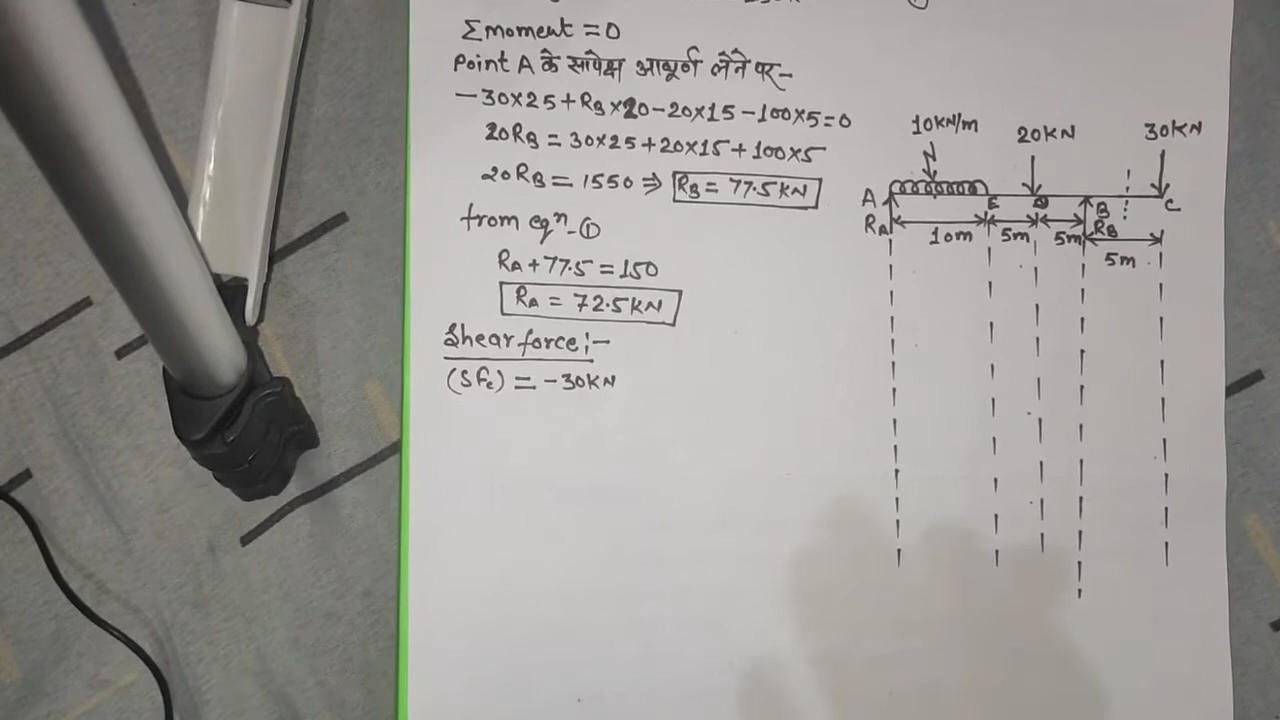 Σmoment = 0
Point A के सापेक्ष आघूर्ण लेने पर-
-30×25+RB×20-20×15-100×5=0
20RB = 30×25+20×15+100×5
20RB = 1550 ⇒ RB = 77.5KN
from eqⁿ-①
RA+77.5=150
RA = 72.5KN
Shear force:-
(SFc) = -30KN
10KN/m 20KN 30KN
A E D B C
RA RB
10m 5m 5m 5m